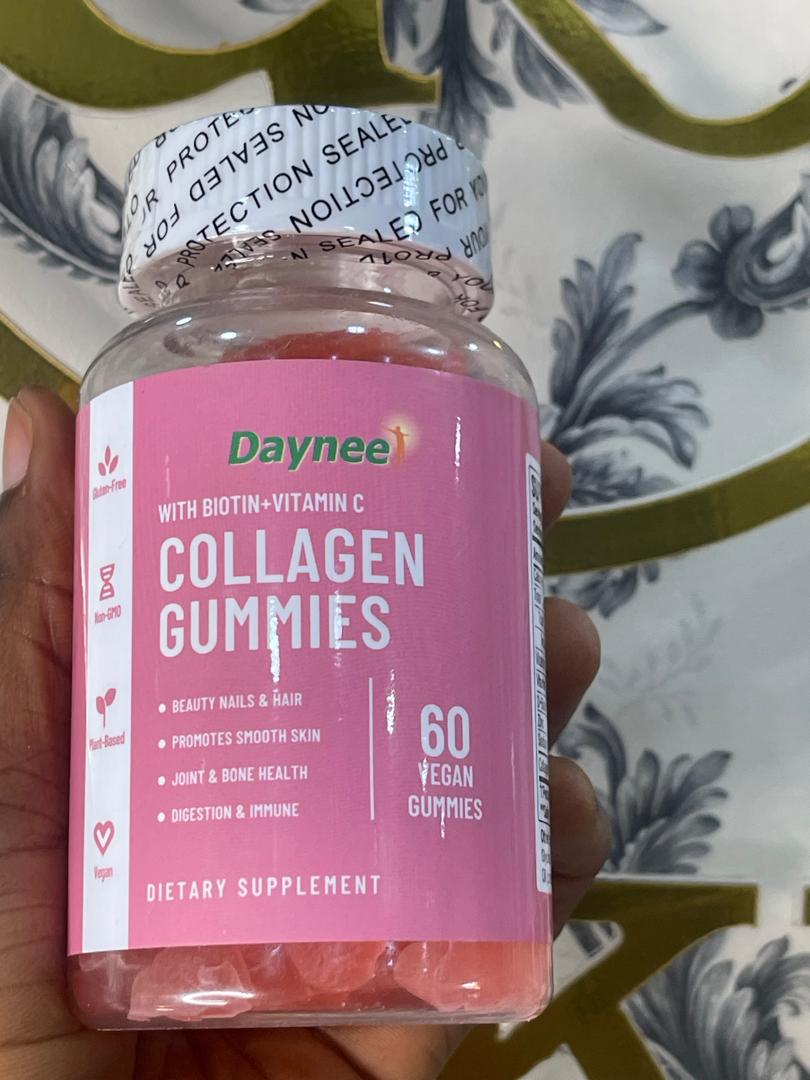 PROTECTION SEALED
SEALED FOR YOUR
Daynee
WITH BIOTIN+VITAMIN C
COLLAGEN
GUMMIES
• BEAUTY NAILS & HAIR
• PROMOTES SMOOTH SKIN
• JOINT & BONE HEALTH
• DIGESTION & IMMUNE
60
VEGAN
GUMMIES
DIETARY SUPPLEMENT
Gluten-Free
Non-GMO
Plant-Based
Vegan